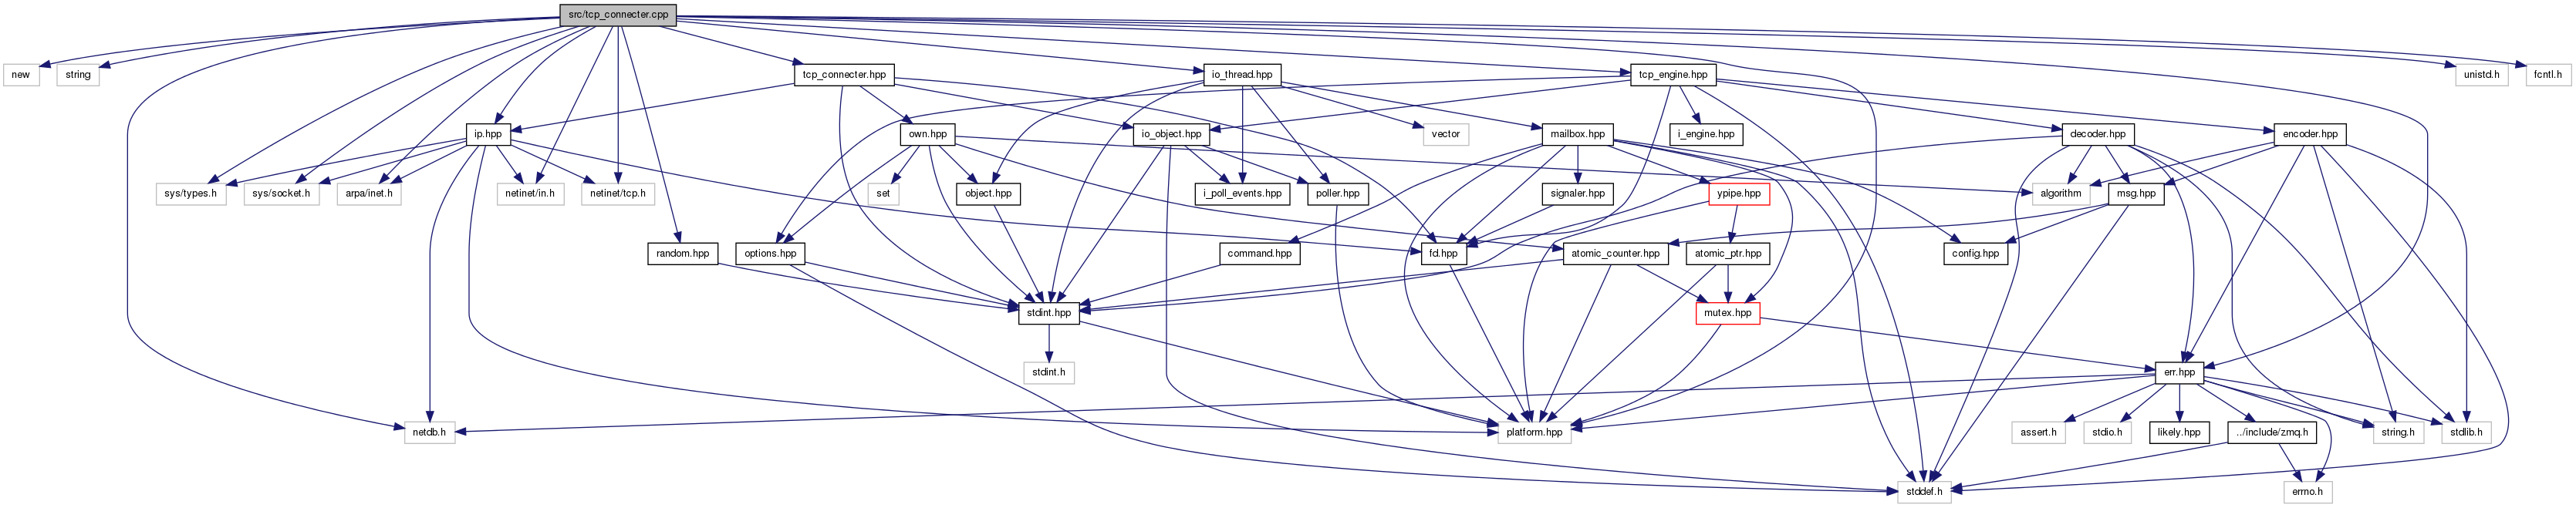 src/tcp_connecter.cpp
new
string
tcp_connecter.hpp
io_thread.hpp
tcp_engine.hpp
unistd.h
fcntl.h
ip.hpp
own.hpp
io_object.hpp
vector
mailbox.hpp
i_engine.hpp
decoder.hpp
encoder.hpp
sys/types.h
sys/socket.h
arpa/inet.h
netinet/in.h
netinet/tcp.h
set
object.hpp
i_poll_events.hpp
poller.hpp
signaler.hpp
ypipe.hpp
algorithm
msg.hpp
random.hpp
options.hpp
command.hpp
fd.hpp
atomic_counter.hpp
atomic_ptr.hpp
config.hpp
stdint.hpp
mutex.hpp
stdint.h
err.hpp
netdb.h
platform.hpp
assert.h
stdio.h
likely.hpp
../include/zmq.h
string.h
stdlib.h
stddef.h
errno.h